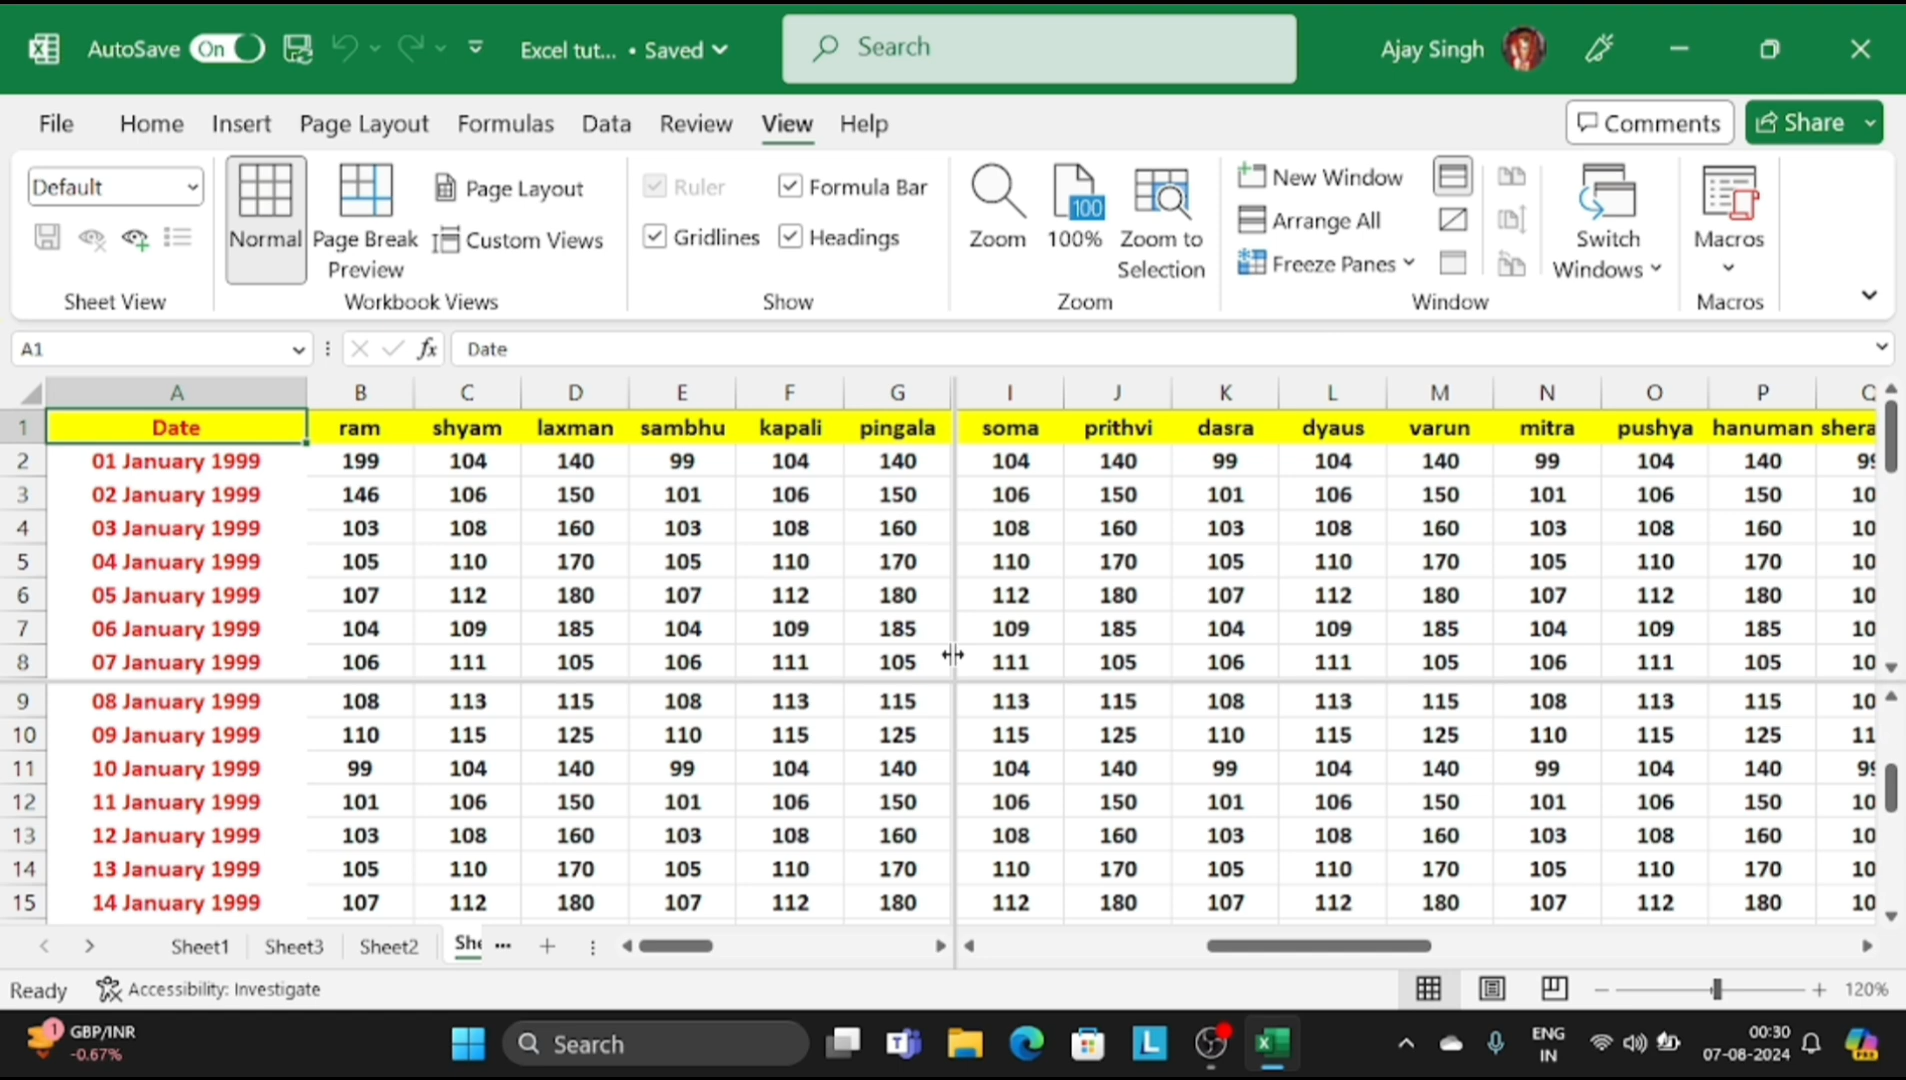 AutoSave On Excel tut... • Saved Search Ajay Singh
File Home Insert Page Layout Formulas Data Review View Help Comments Share
Default Normal Page Break Preview Page Layout Custom Views Ruler Formula Bar Gridlines Headings Zoom 100 100% Zoom to Selection New Window Arrange All Freeze Panes Switch Windows Macros
Sheet View Workbook Views Show Zoom Window Macros
A1 fx Date
A B C D E F G I J K L M N O P
1 Date ram shyam laxman sambhu kapali pingala soma prithvi dasra dyaus varun mitra pushya hanuman shera
2 01 January 1999 199 104 140 99 104 140 104 140 99 104 140 99 104 140
3 02 January 1999 146 106 150 101 106 150 106 150 101 106 150 101 106 150 10
4 03 January 1999 103 108 160 103 108 160 108 160 103 108 160 103 108 160 10
5 04 January 1999 105 110 170 105 110 170 110 170 105 110 170 105 110 170 10
6 05 January 1999 107 112 180 107 112 180 112 180 107 112 180 107 112 180 10
7 06 January 1999 104 109 185 104 109 185 109 185 104 109 185 104 109 185 10
8 07 January 1999 106 111 105 106 111 105 111 105 106 111 105 106 111 105 10
9 08 January 1999 108 113 115 108 113 115 113 115 108 113 115 108 113 115 10
10 09 January 1999 110 115 125 110 115 125 115 125 110 115 125 110 115 125 11
11 10 January 1999 99 104 140 99 104 140 104 140 99 104 140 99 104 140
12 11 January 1999 101 106 150 101 106 150 106 150 101 106 150 101 106 150 10
13 12 January 1999 103 108 160 103 108 160 108 160 103 108 160 103 108 160 10
14 13 January 1999 105 110 170 105 110 170 110 170 105 110 170 105 110 170 10
15 14 January 1999 107 112 180 107 112 180 112 180 107 112 180 107 112 180 10
Sheet1 Sheet3 Sheet2 She ...
Ready Accessibility: Investigate 120%
1 GBP/INR Search ENG 00:30
-0.67% IN 07-08-2024